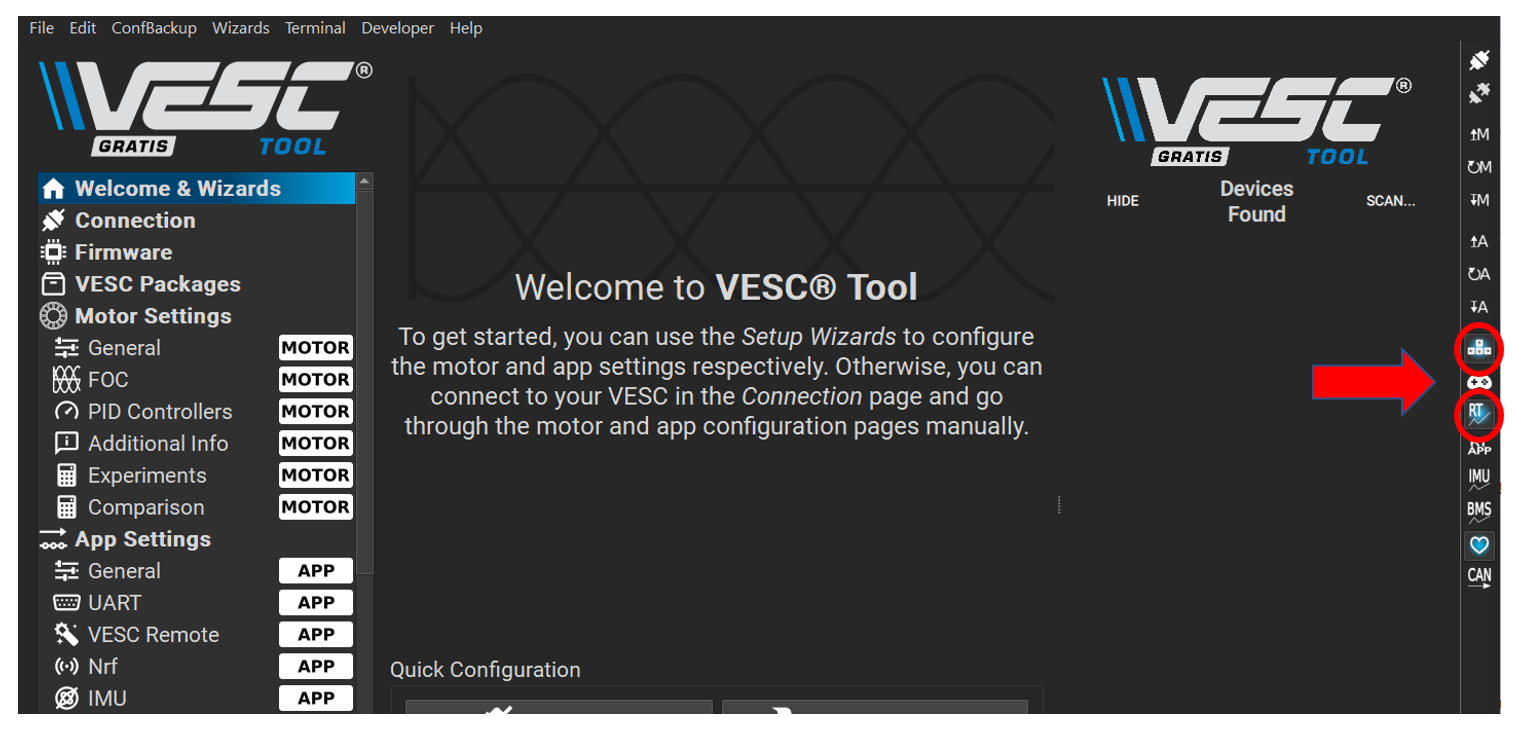 File Edit ConfBackup Wizards Terminal Developer Help
VESC®
GRATIS TOOL
Welcome & Wizards
Connection
Firmware
VESC Packages
Motor Settings
General MOTOR
FOC MOTOR
PID Controllers MOTOR
Additional Info MOTOR
Experiments MOTOR
Comparison MOTOR
App Settings
General APP
UART APP
VESC Remote APP
Nrf APP
IMU APP
Welcome to VESC® Tool
To get started, you can use the Setup Wizards to configure
the motor and app settings respectively. Otherwise, you can
connect to your VESC in the Connection page and go
through the motor and app configuration pages manually.
Quick Configuration
VESC®
GRATIS TOOL
HIDE
Devices
Found
SCAN...
M
M
M
A
A
A
RT
RT
APP
IMU
BMS
CAN